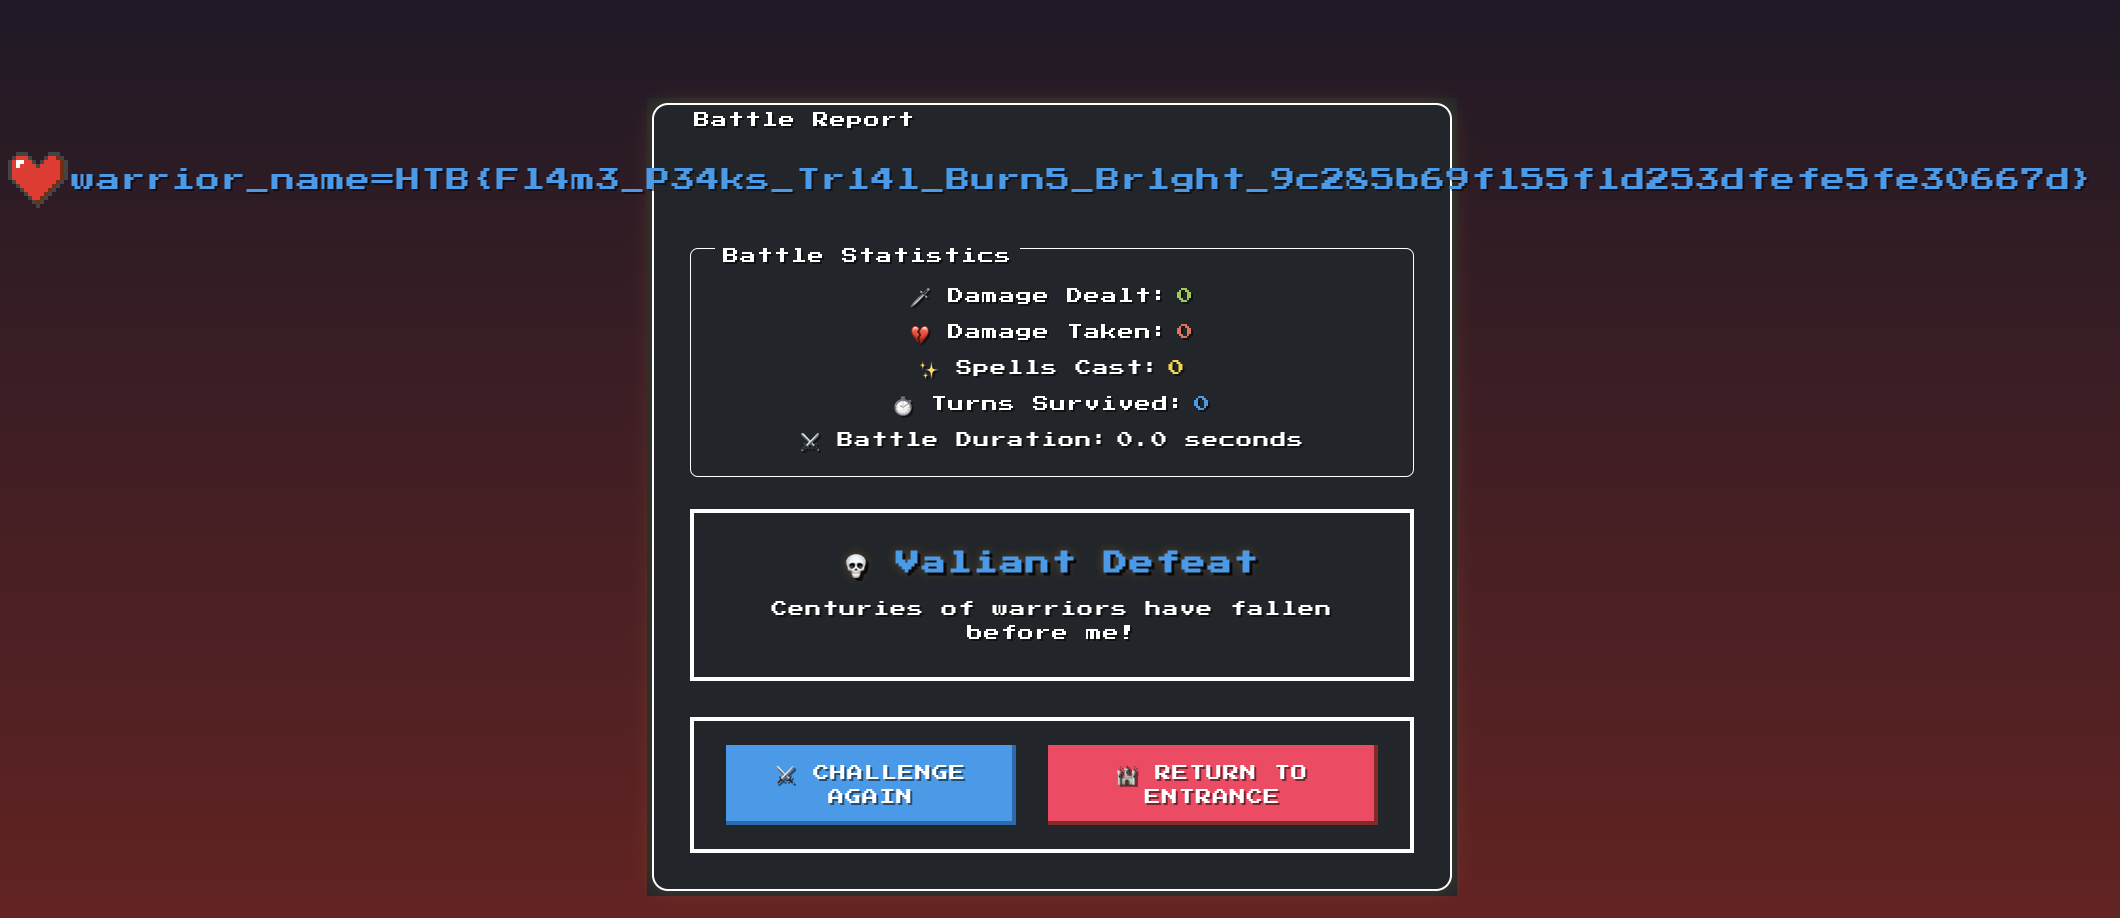 Battle Report
warrior_name=HTB{Fl4m3_P34ks_Tr14l_Burn5_Br1ght_9c285b69f155f1d253dfefe5fe30667d}
Battle Statistics
Damage Dealt: 0
Damage Taken: 0
Spells Cast: 0
Turns Survived: 0
Battle Duration: 0.0 seconds
Valiant Defeat
Centuries of warriors have fallen
before me!
CHALLENGE
AGAIN
RETURN TO
ENTRANCE